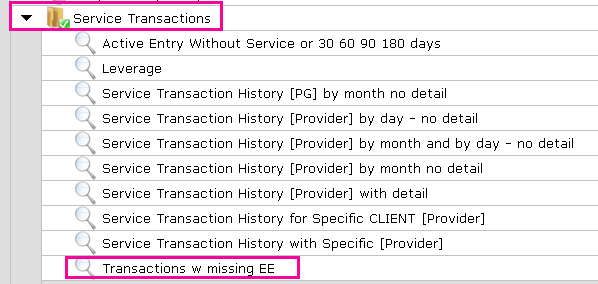 Service Transactions
Active Entry Without Service or 30 60 90 180 days
Leverage
Service Transaction History [PG] by month no detail
Service Transaction History [Provider] by day - no detail
Service Transaction History [Provider] by month and by day - no detail
Service Transaction History [Provider] by month no detail
Service Transaction History [Provider] with detail
Service Transaction History for Specific CLIENT [Provider]
Service Transaction History with Specific [Provider]
Transactions w missing EE